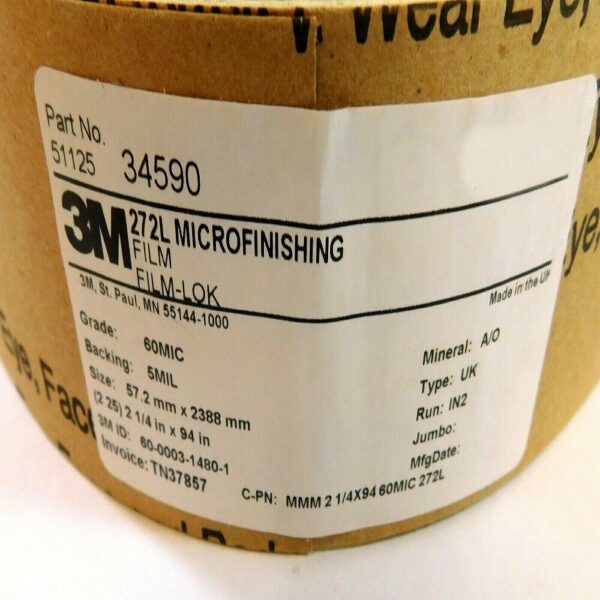 Wear Eye,
Part No.
51125 34590
3M 272L MICROFINISHING
FILM
FILM-LOK
3M, St. Paul, MN 55144-1000
Made in the UK
Grade: 60MIC
Backing: 5MIL
Size: 57.2 mm x 2388 mm
(2 25) 2 1/4 in x 94 in
3M ID: 60-0003-1480-1
Invoice: TN37857
Mineral: A/O
Type: UK
Run: IN2
Jumbo:
MfgDate:
C-PN: MMM 2 1/4X94 60MIC 272L
Eye, Face